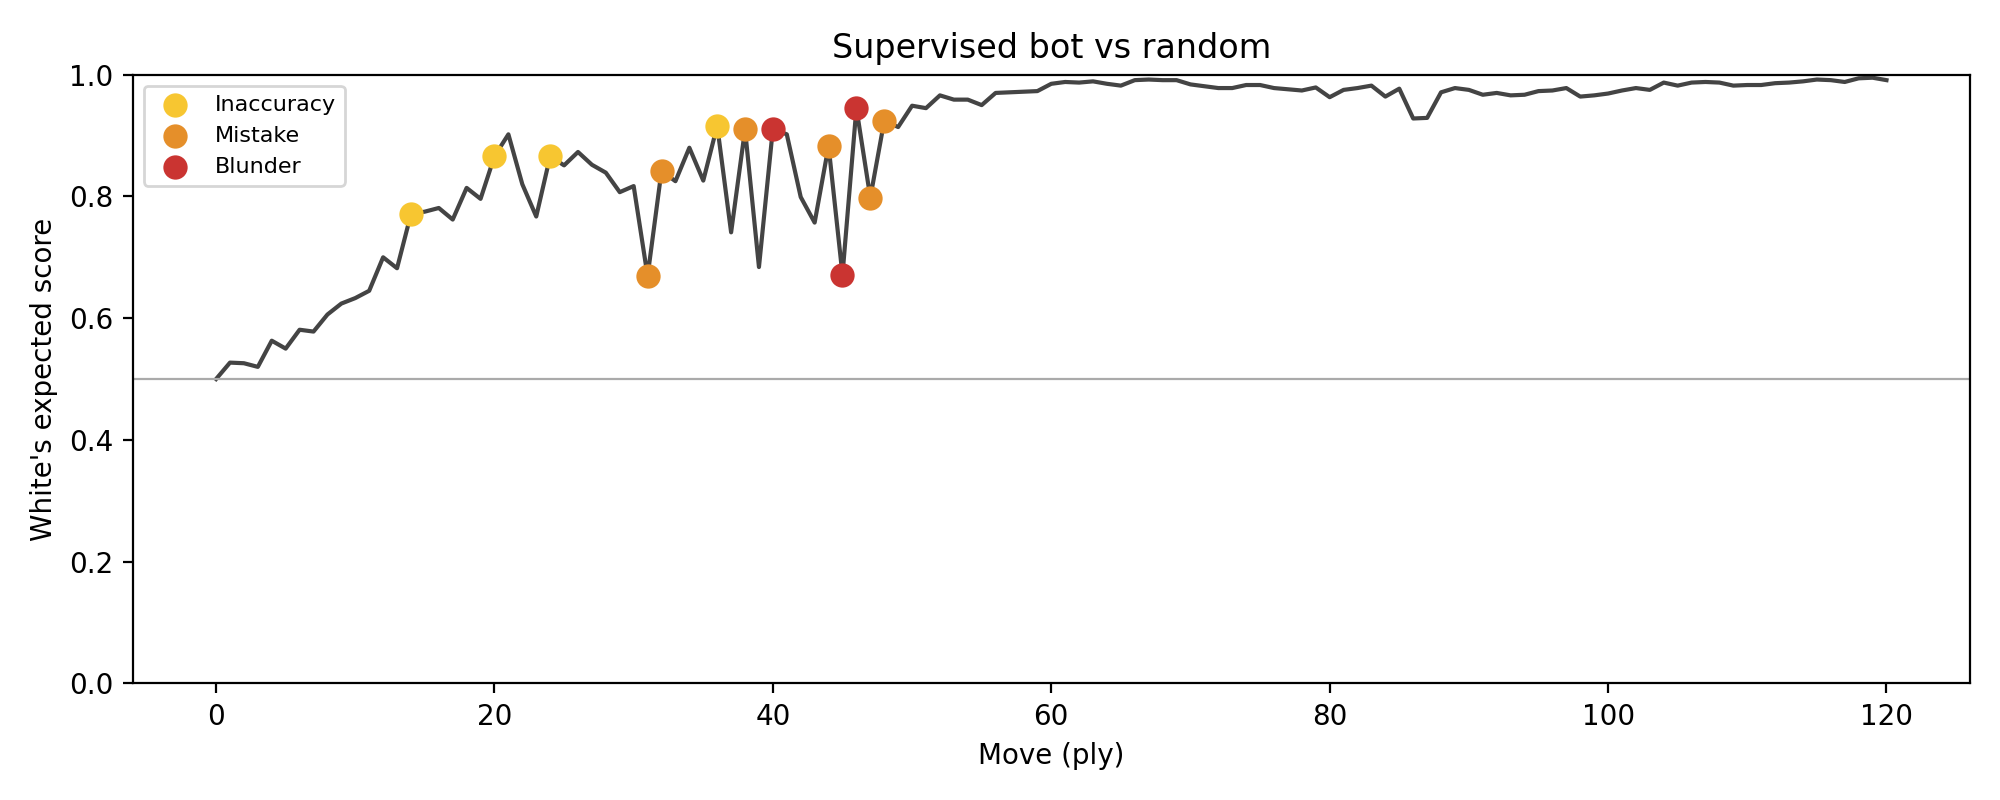 Supervised bot vs random
Inaccuracy
Mistake
Blunder
White's expected score
1.0
0.8
0.6
0.4
0.2
0.0
0 20 40 60 80 100 120
Move (ply)